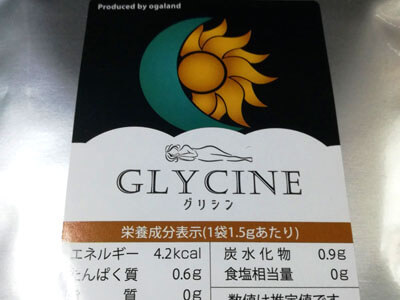 Produced by ogaland
GLYCINE
グリシン
栄養成分表示(1袋1.5gあたり)
エネルギー 4.2kcal 炭水化物 0.9g
たんぱく質 0.6g 食塩相当量 0g
質 0g 数値は推定値です